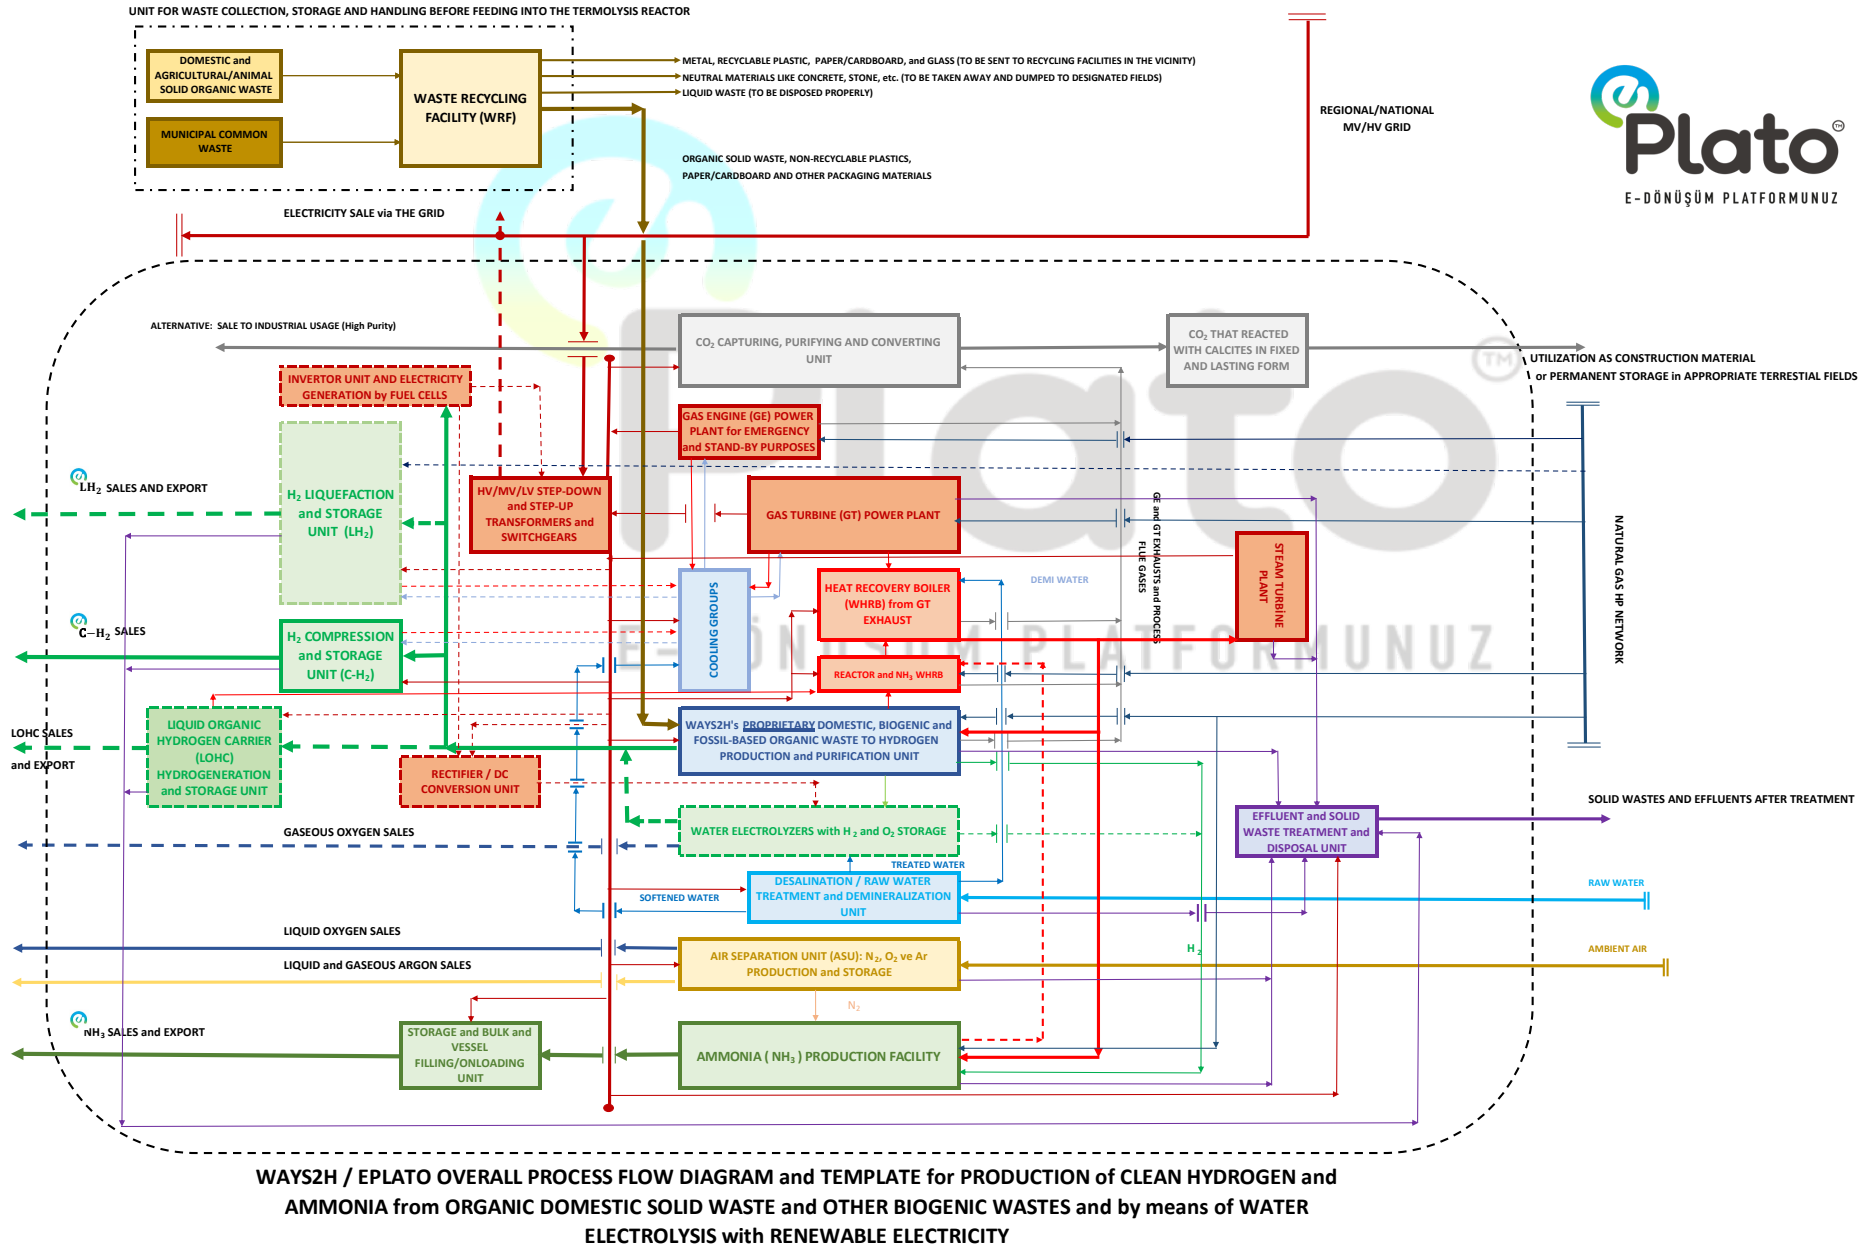 UNIT FOR WASTE COLLECTION, STORAGE AND HANDLING BEFORE FEEDING INTO THE TERMOLYSIS REACTOR
DOMESTIC and
AGRICULTURAL/ANIMAL
SOLID ORGANIC WASTE
MUNICIPAL COMMON
WASTE
WASTE RECYCLING
FACILITY (WRF)
METAL, RECYCLABLE PLASTIC, PAPER/CARDBOARD, and GLASS (TO BE SENT TO RECYCLING FACILITIES IN THE VICINITY)
NEUTRAL MATERIALS LIKE CONCRETE, STONE, etc. (TO BE TAKEN AWAY AND DUMPED TO DESIGNATED FIELDS)
LIQUID WASTE (TO BE DISPOSED PROPERLY)
ORGANIC SOLID WASTE, NON-RECYCLABLE PLASTICS,
PAPER/CARDBOARD AND OTHER PACKAGING MATERIALS
REGIONAL/NATIONAL
MV/HV GRID
Plato TM
E-DÖNÜŞÜM PLATFORMUNUZ
ELECTRICITY SALE via THE GRID
ALTERNATIVE: SALE TO INDUSTRIAL USAGE (High Purity)
CO₂ CAPTURING, PURIFYING AND CONVERTING
UNIT
CO₂ THAT REACTED
WITH CALCITES IN FIXED
AND LASTING FORM
UTILIZATION AS CONSTRUCTION MATERIAL
or PERMANENT STORAGE in APPROPRIATE TERRESTIAL FIELDS
Plato TM
E-DÖNÜŞÜM PLATFORMUNUZ
INVERTOR UNIT AND ELECTRICITY
GENERATION by FUEL CELLS
GAS ENGINE (GE) POWER
PLANT for EMERGENCY
and STAND-BY PURPOSES
LH₂ SALES AND EXPORT
H₂ LIQUEFACTION
and STORAGE
UNIT (LH₂)
HV/MV/LV STEP-DOWN
and STEP-UP
TRANSFORMERS and
SWITCHGEARS
GAS TURBINE (GT) POWER PLANT
GE and GT EXHAUSTS and PROCESS
FLUE GASES
STEAM TURBİNE
PLANT
NATURAL GAS HP NETWORK
COOLING GROUPS
HEAT RECOVERY BOILER
(WHRB) from GT
EXHAUST
DEMI WATER
C-H₂ SALES
H₂ COMPRESSION
and STORAGE
UNIT (C-H₂)
REACTOR and NH₃ WHRB
LOHC SALES
and EXPORT
LIQUID ORGANIC
HYDROGEN CARRIER
(LOHC)
HYDROGENERATION
and STORAGE UNIT
RECTIFIER / DC
CONVERSION UNIT
WAYS2H's PROPRIETARY DOMESTIC, BIOGENIC and
FOSSIL-BASED ORGANIC WASTE TO HYDROGEN
PRODUCTION and PURIFICATION UNIT
SOLID WASTES AND EFFLUENTS AFTER TREATMENT
GASEOUS OXYGEN SALES
WATER ELECTROLYZERS with H₂ and O₂ STORAGE
EFFLUENT and SOLID
WASTE TREATMENT and
DISPOSAL UNIT
TREATED WATER
SOFTENED WATER
DESALINATION / RAW WATER
TREATMENT and DEMINERALIZATION
UNIT
RAW WATER
LIQUID OXYGEN SALES
AIR SEPARATION UNIT (ASU): N₂, O₂ ve Ar
PRODUCTION and STORAGE
H₂
AMBIENT AIR
LIQUID and GASEOUS ARGON SALES
N₂
NH₃ SALES and EXPORT
STORAGE and BULK and
VESSEL
FILLING/ONLOADING
UNIT
AMMONIA ( NH₃ ) PRODUCTION FACILITY
WAYS2H / EPLATO OVERALL PROCESS FLOW DIAGRAM and TEMPLATE for PRODUCTION of CLEAN HYDROGEN and
AMMONIA from ORGANIC DOMESTIC SOLID WASTE and OTHER BIOGENIC WASTES and by means of WATER
ELECTROLYSIS with RENEWABLE ELECTRICITY